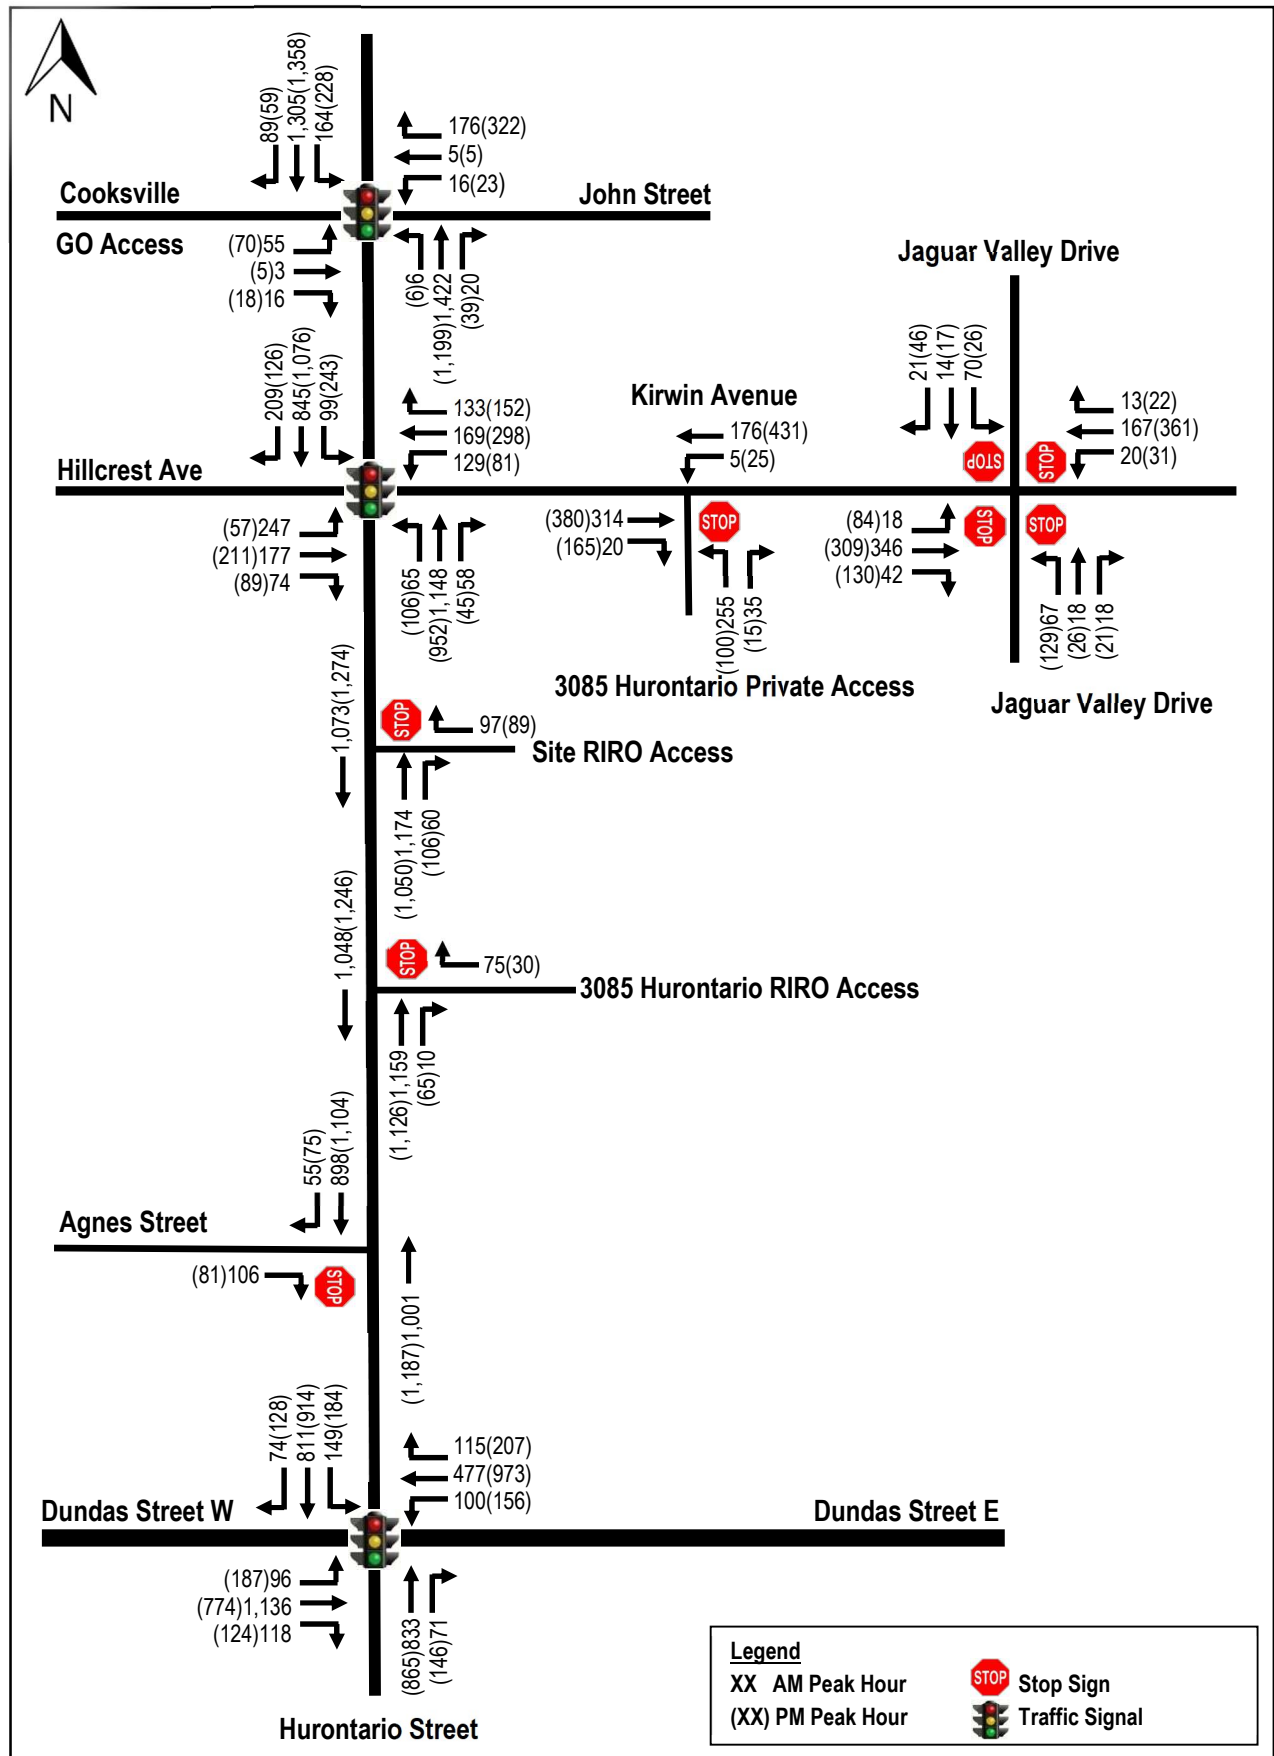 N
89(59)
1,305(1,358)
164(228)
176(322)
5(5)
16(23)
Cooksville
GO Access
John Street
(70)55
(5)3
(18)16
(6)6
(1,199)1,422
(39)20
Jaguar Valley Drive
209(126)
845(1,076)
99(243)
133(152)
169(298)
129(81)
Kirwin Avenue
176(431)
5(25)
21(46)
14(17)
70(26)
13(22)
167(361)
20(31)
Hillcrest Ave
STOP
STOP
(57)247
(211)177
(89)74
(106)65
(952)1,148
(45)58
(380)314
(165)20
STOP
(100)255
(15)35
(84)18
(309)346
(130)42
STOP
STOP
(129)67
(26)18
(21)18
3085 Hurontario Private Access
Jaguar Valley Drive
1,073(1,274)
STOP
97(89)
Site RIRO Access
(1,050)1,174
(106)60
1,048(1,246)
STOP
75(30)
3085 Hurontario RIRO Access
(1,126)1,159
(65)10
55(75)
898(1,104)
Agnes Street
(81)106
STOP
(1,187)1,001
74(128)
811(914)
149(184)
115(207)
477(973)
100(156)
Dundas Street W
Dundas Street E
(187)96
(774)1,136
(124)118
(865)833
(146)71
Hurontario Street
Legend
XX AM Peak Hour
STOP Stop Sign
(XX) PM Peak Hour
Traffic Signal